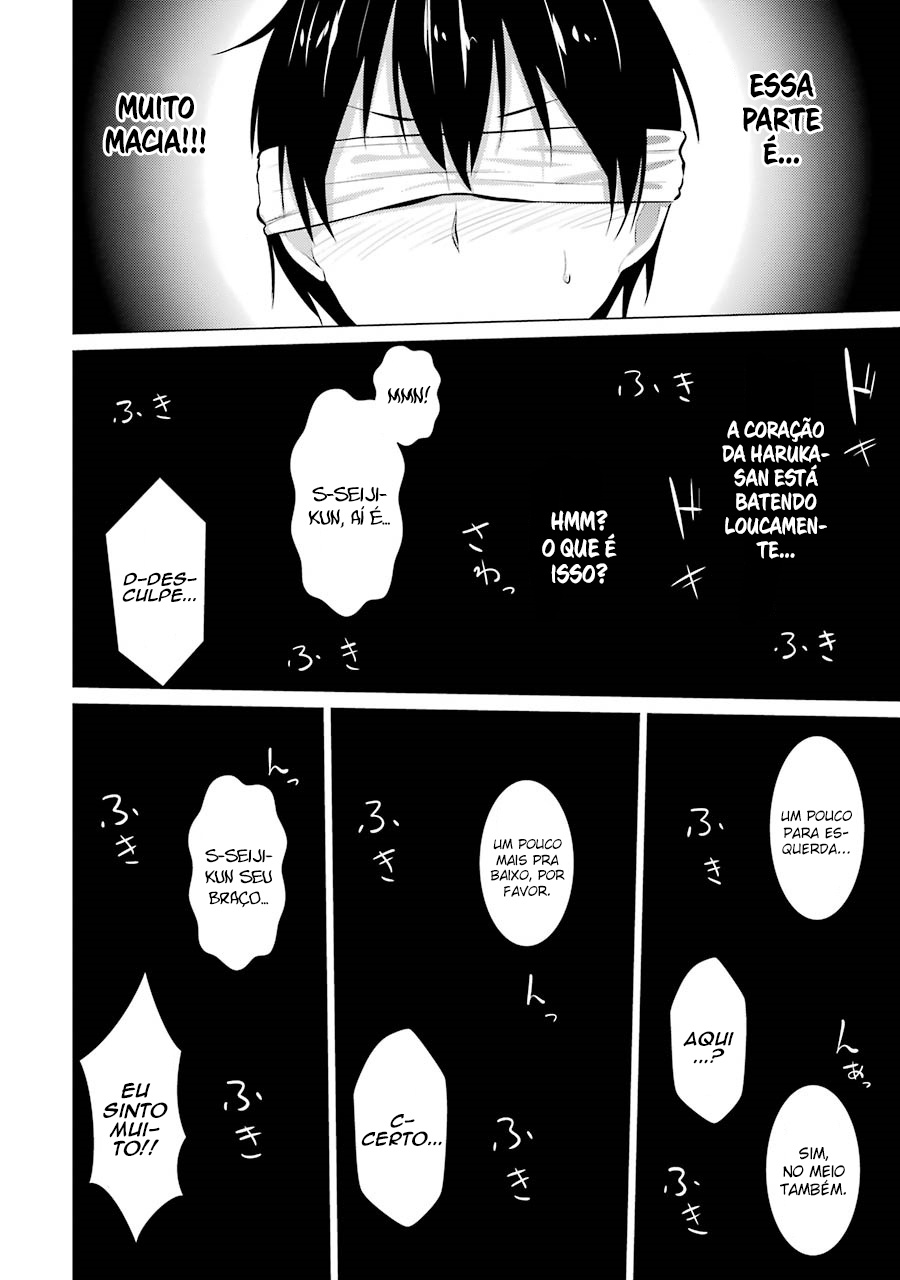 ESSA
PARTE
É...
MUITO
MACIA!!!
ドキ
A CORAÇÃO
DA HARUKA-
SAN ESTÁ
BATENDO
LOUCAMEN-
TE...
ドキ
ふき
ふき
HMM?
O QUE É
ISSO?
さわっ
MMN!
S-SEIJI-
KUN, AÍ É...
ふき
ふき
D-DES-
CULPE...
UM POUCO
PARA ES-
QUERDA...
ふき
AQUI
...?
んあっ
SIM,
NO MEIO
TAMBÉM.
ふき
UM POUCO
MAIS PRA
BAIXO, POR
FAVOR.
ふき
んっ
C-
CERTO...
ふき
んっ
S-SEIJI-
KUN SEU
BRAÇO...
ふき
ふき
EU
SINTO
MUI-
TO!!